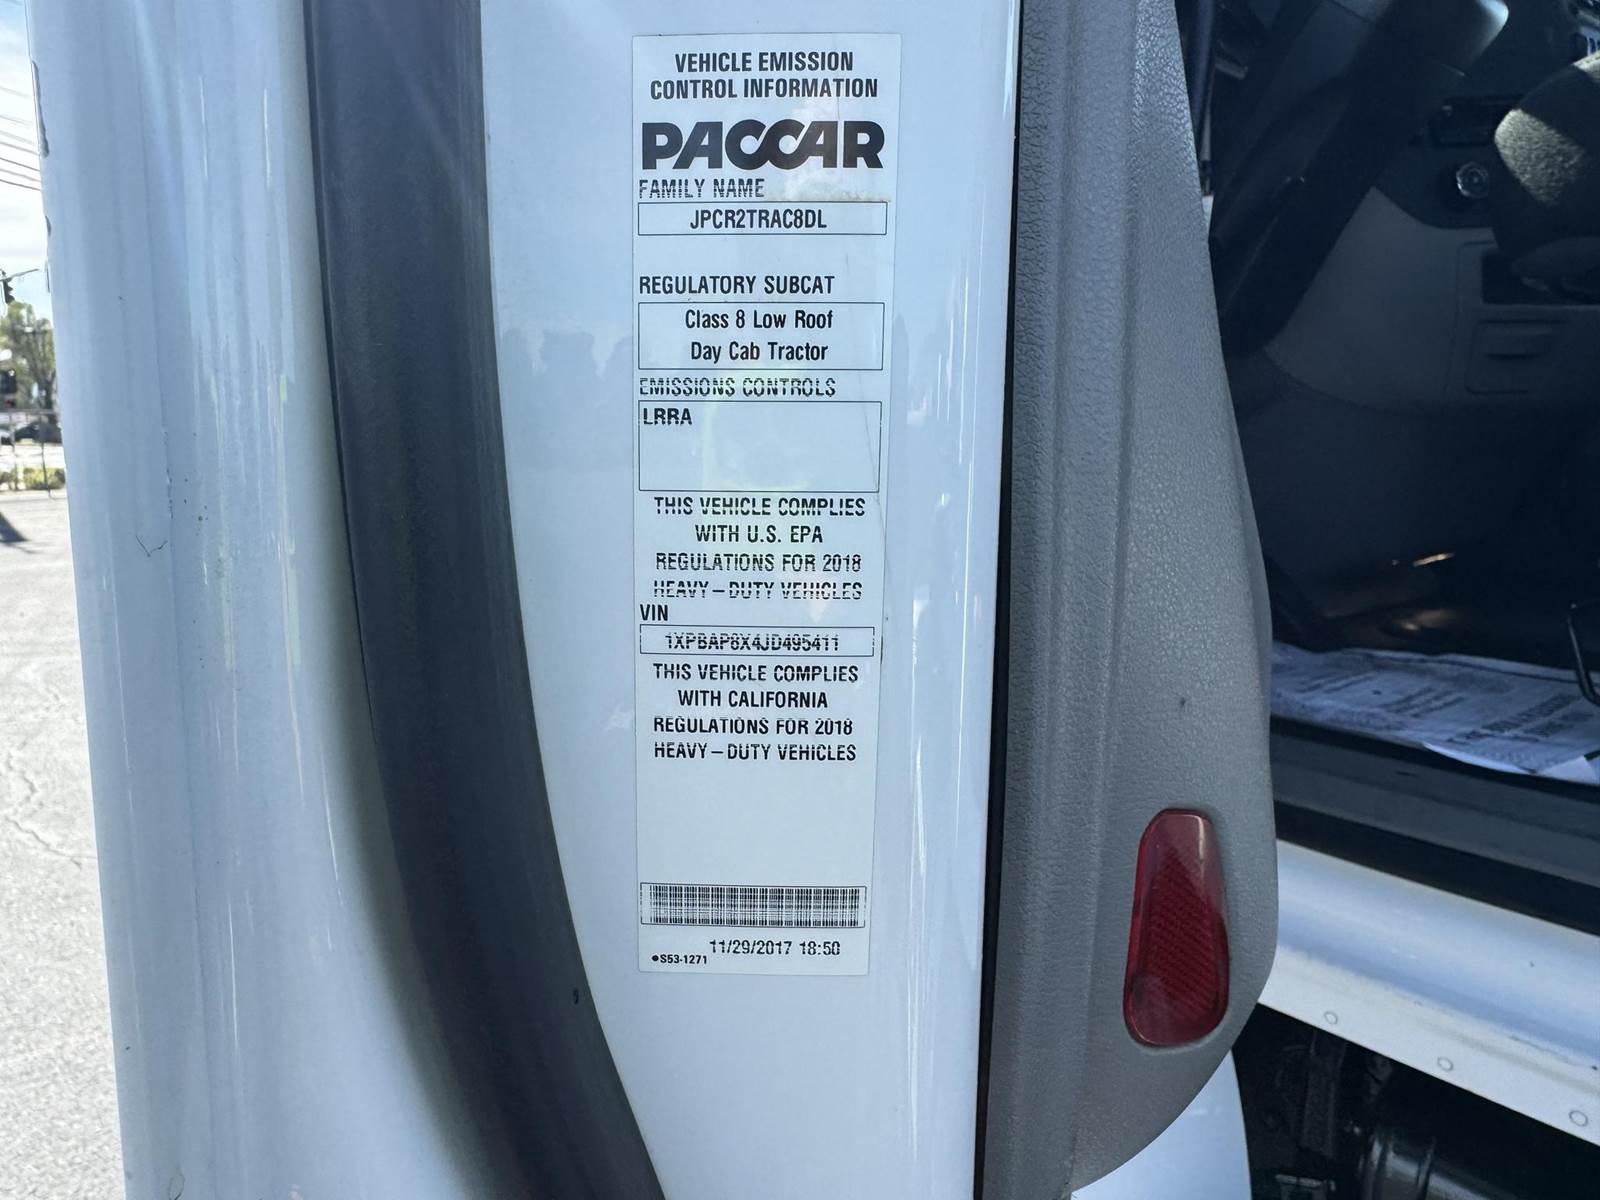 VEHICLE EMISSION
CONTROL INFORMATION
PACCAR
FAMILY NAME
JPCR2TRAC8DL
REGULATORY SUBCAT
Class 8 Low Roof
Day Cab Tractor
EMISSIONS CONTROLS
LRRA
THIS VEHICLE COMPLIES
WITH U.S. EPA
REGULATIONS FOR 2018
HEAVY-DUTY VEHICLES
VIN
1XPBAP8X4JD495411
THIS VEHICLE COMPLIES
WITH CALIFORNIA
REGULATIONS FOR 2018
HEAVY-DUTY VEHICLES
11/29/2017 18:50
●S53-1271